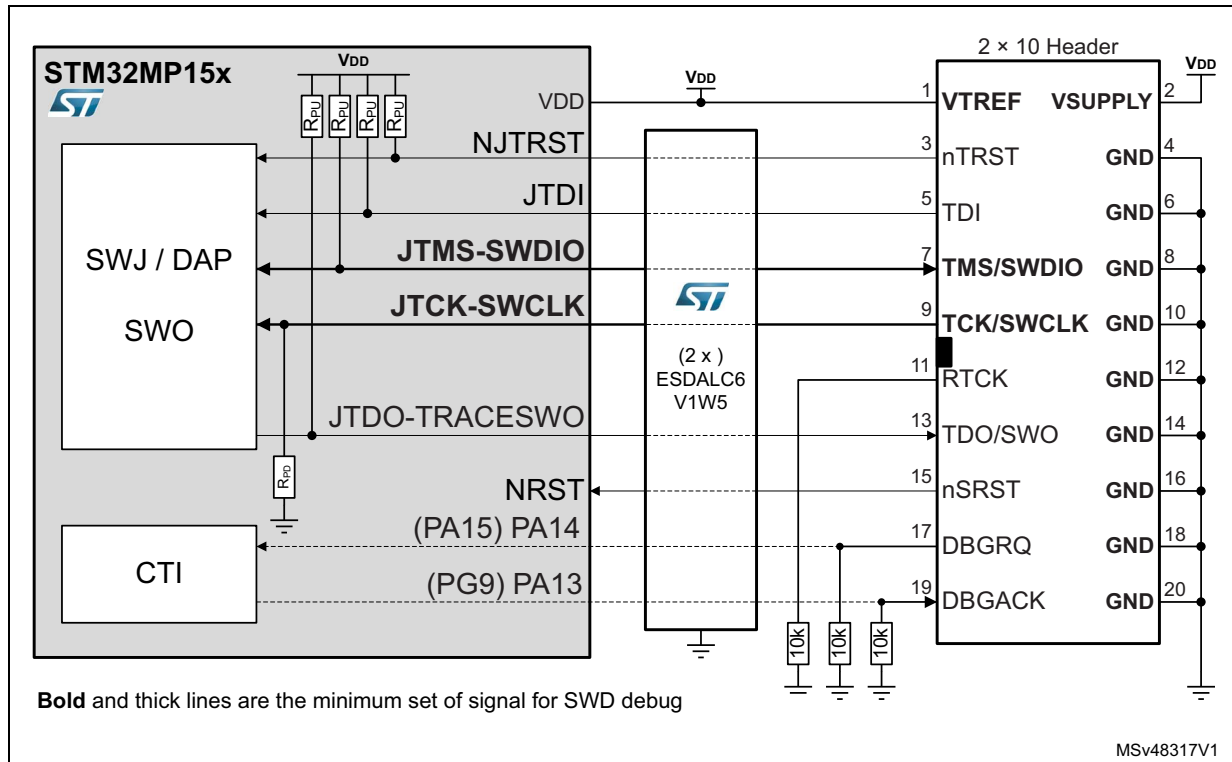 2 × 10 Header
STM32MP15x
VDD
VDD
VDD
ST
RPU
RPU
RPU
RPU
VDD
1
VTREF
VSUPPLY
2
NJTRST
3
nTRST
GND
4
JTDI
5
TDI
GND
6
SWJ / DAP
JTMS-SWDIO
7
TMS/SWDIO
GND
8
ST
SWO
JTCK-SWCLK
9
TCK/SWCLK
GND
10
(2 x )
ESDALC6
V1W5
11
RTCK
GND
12
JTDO-TRACESWO
13
TDO/SWO
GND
14
RPD
NRST
15
nSRST
GND
16
(PA15) PA14
17
DBGRQ
GND
18
CTI
(PG9) PA13
19
DBGACK
GND
20
10k
10k
10k
Bold and thick lines are the minimum set of signal for SWD debug
MSv48317V1